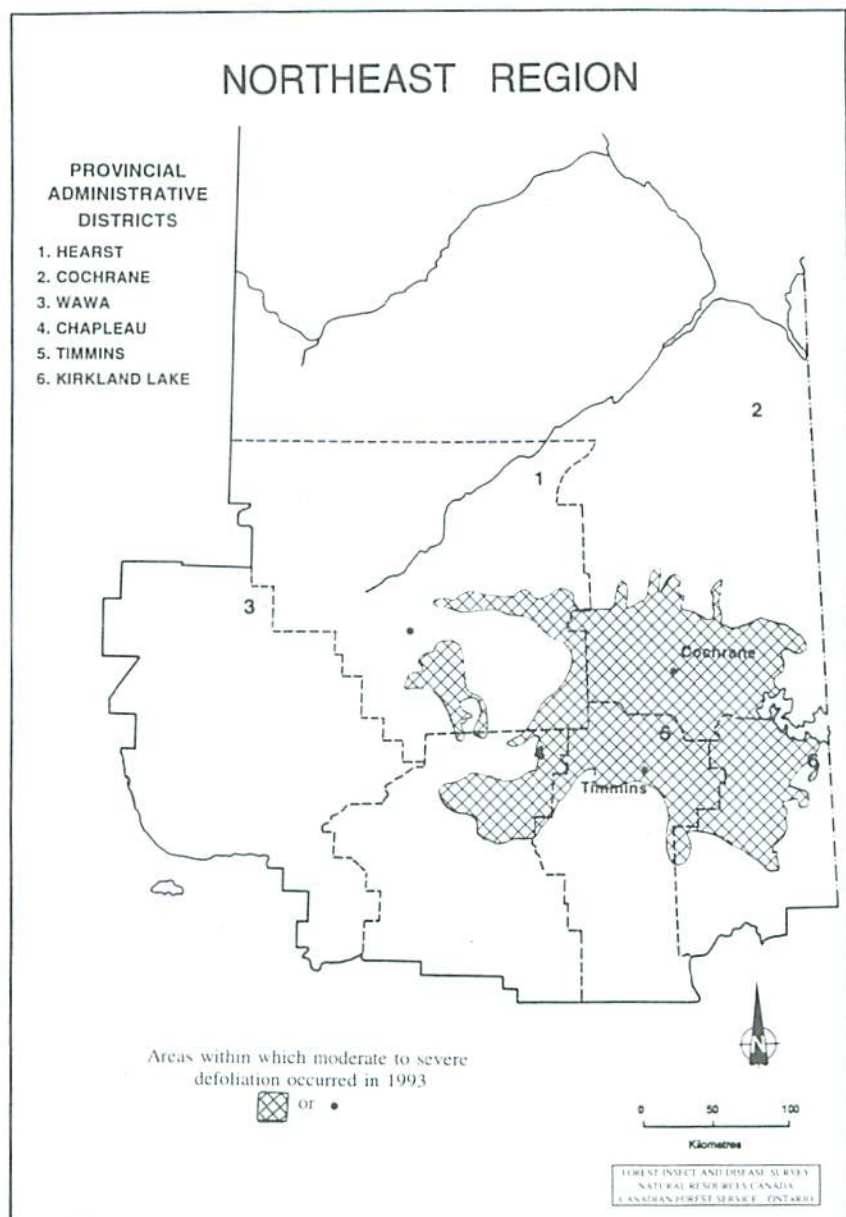 NORTHEAST REGION
PROVINCIAL
ADMINISTRATIVE
DISTRICTS
1. HEARST
2. COCHRANE
3. WAWA
4. CHAPLEAU
5. TIMMINS
6. KIRKLAND LAKE
2
1
3
Cochrane
5
4
6
Timmins
Areas within which moderate to severe
defoliation occurred in 1993
or
N
0 50 100
Kilometres
FOREST INSECT AND DISEASE SURVEY
NATURAL RESOURCES CANADA
CANADIAN FOREST SERVICE - ONTARIO